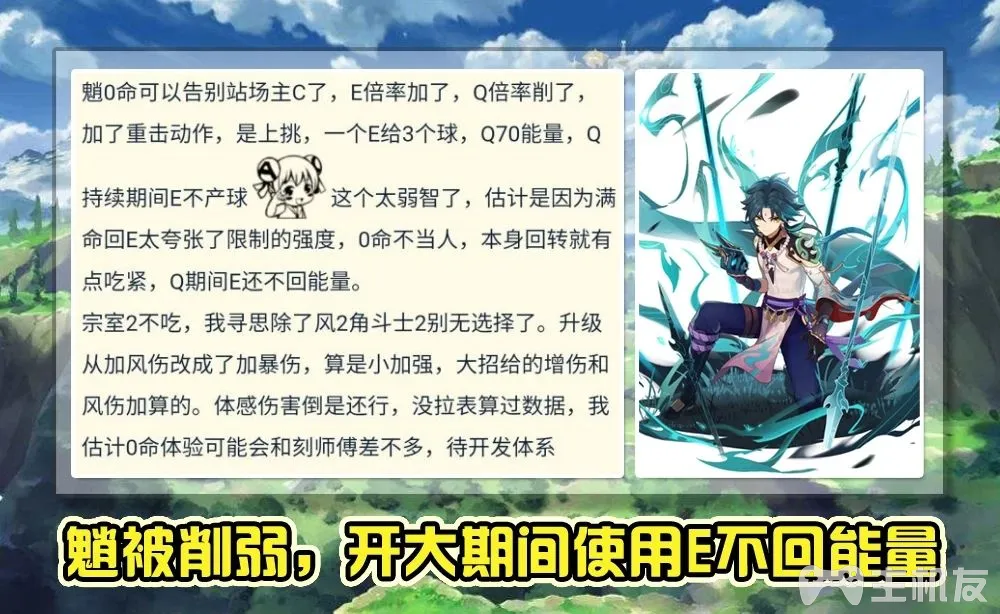 魈0命可以告别站场主C了，E倍率加了，Q倍率削了，
加了重击动作，是上挑，一个E给3个球，Q70能量，Q
持续期间E不产球 这个太弱智了，估计是因为满
命回E太夸张了限制的强度，0命不当人，本身回转就有
点吃紧，Q期间E还不回能量。
宗室2不吃，我寻思除了风2角斗士2别无选择了。升级
从加风伤改成了加暴伤，算是小加强，大招给的增伤和
风伤加算的。体感伤害倒是还行，没拉表算过数据，我
估计0命体验可能会和刻师傅差不多，待开发体系
魈被削弱，开大期间使用E不回能量
主机友